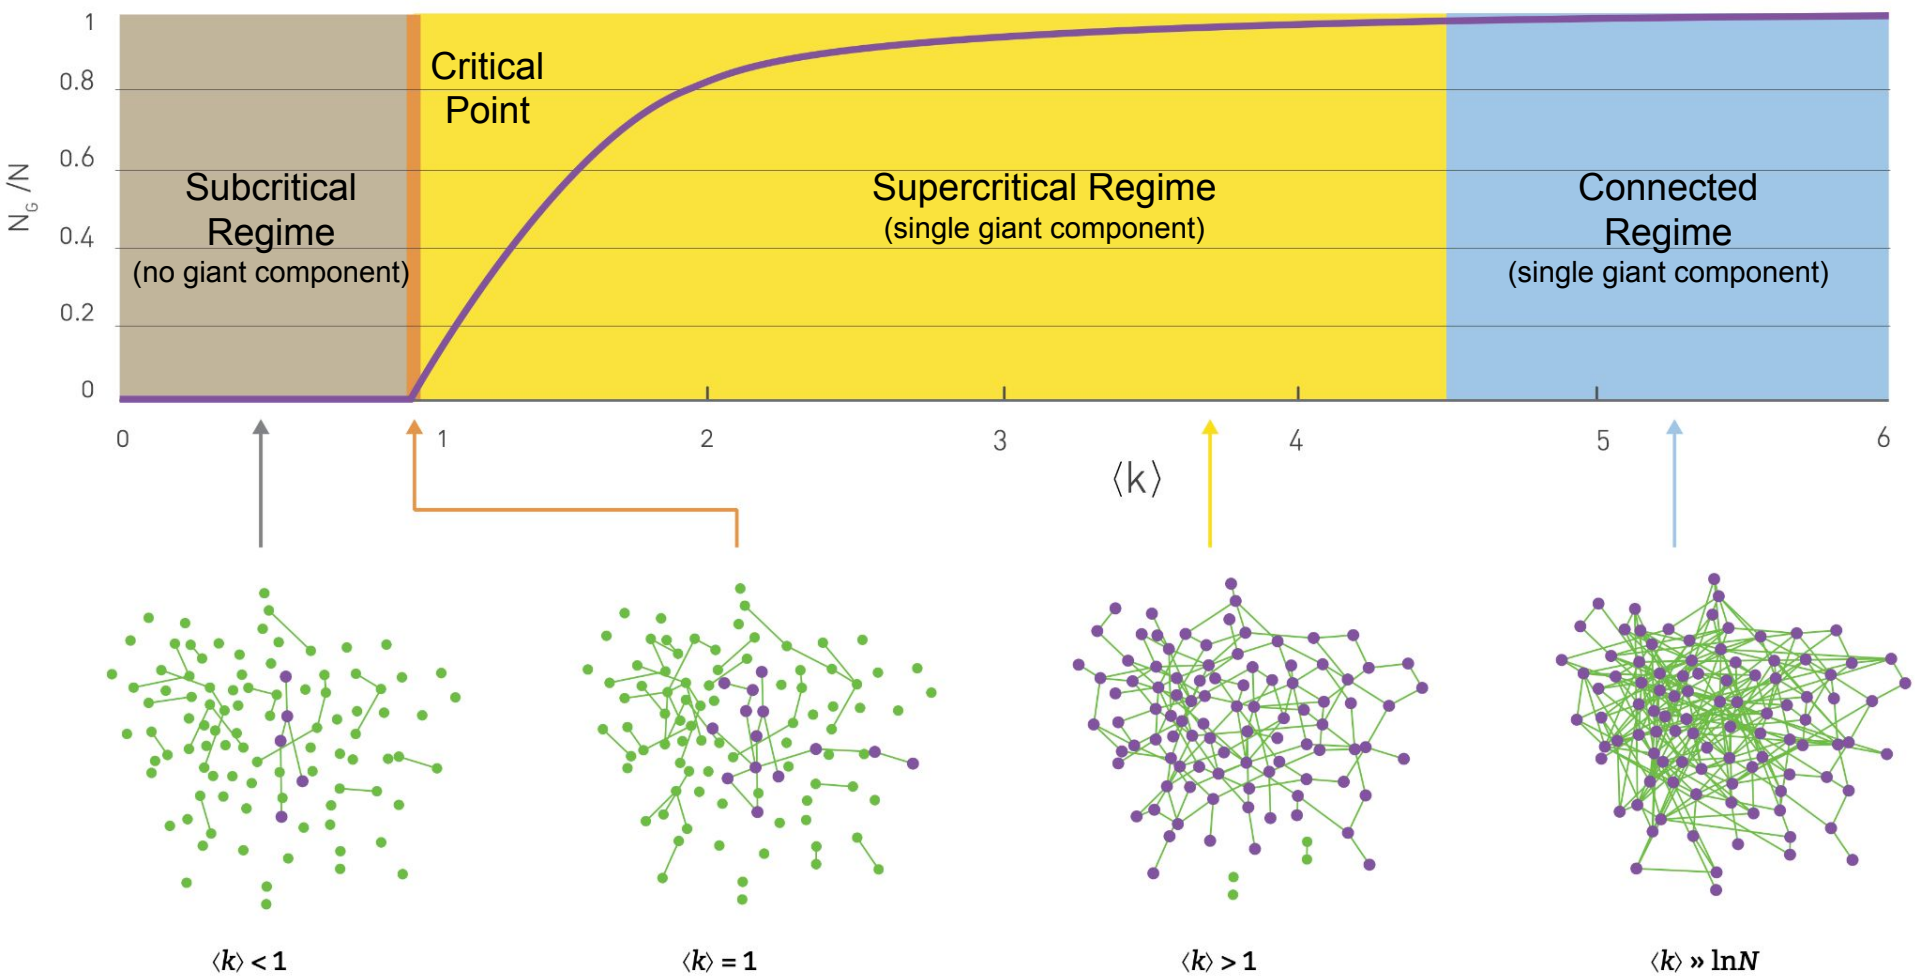 1
0.8
0.6
0.4
0.2
0
N_G /N
Critical
Point
Subcritical
Regime
(no giant component)
Supercritical Regime
(single giant component)
Connected
Regime
(single giant component)
0 1 2 3 4 5 6
⟨k⟩
⟨k⟩ < 1
⟨k⟩ = 1
⟨k⟩ > 1
⟨k⟩ » lnN